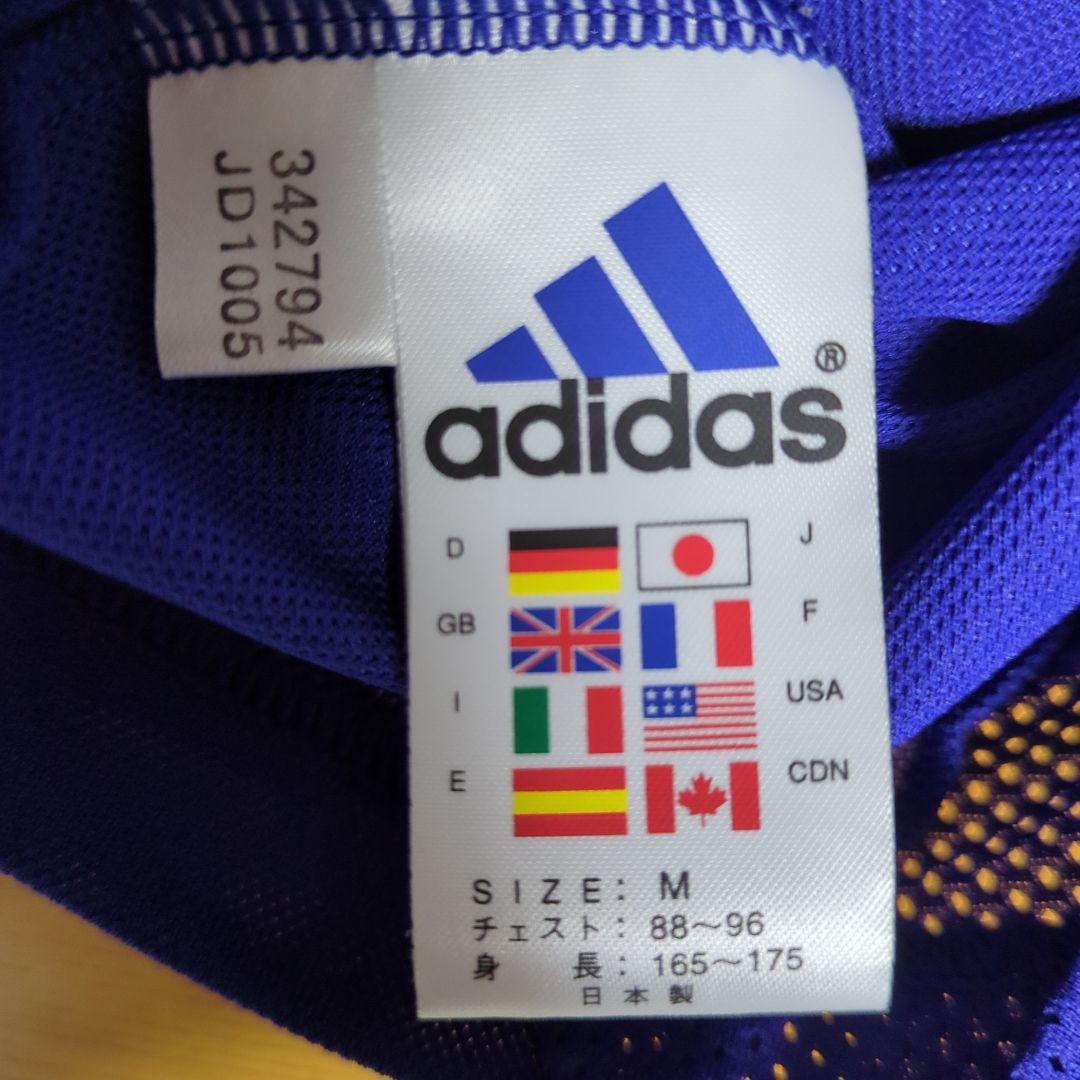 342794
JD1005
adidas®
D J
GB F
I USA
E CDN
SIZE: M
チェスト: 88~96
身 長: 165~175
日本製